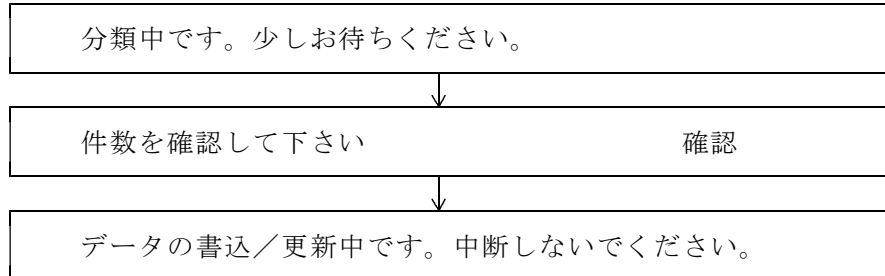 分類中です。少しお待ちください。
件数を確認して下さい　確認
データの書込／更新中です。中断しないでください。